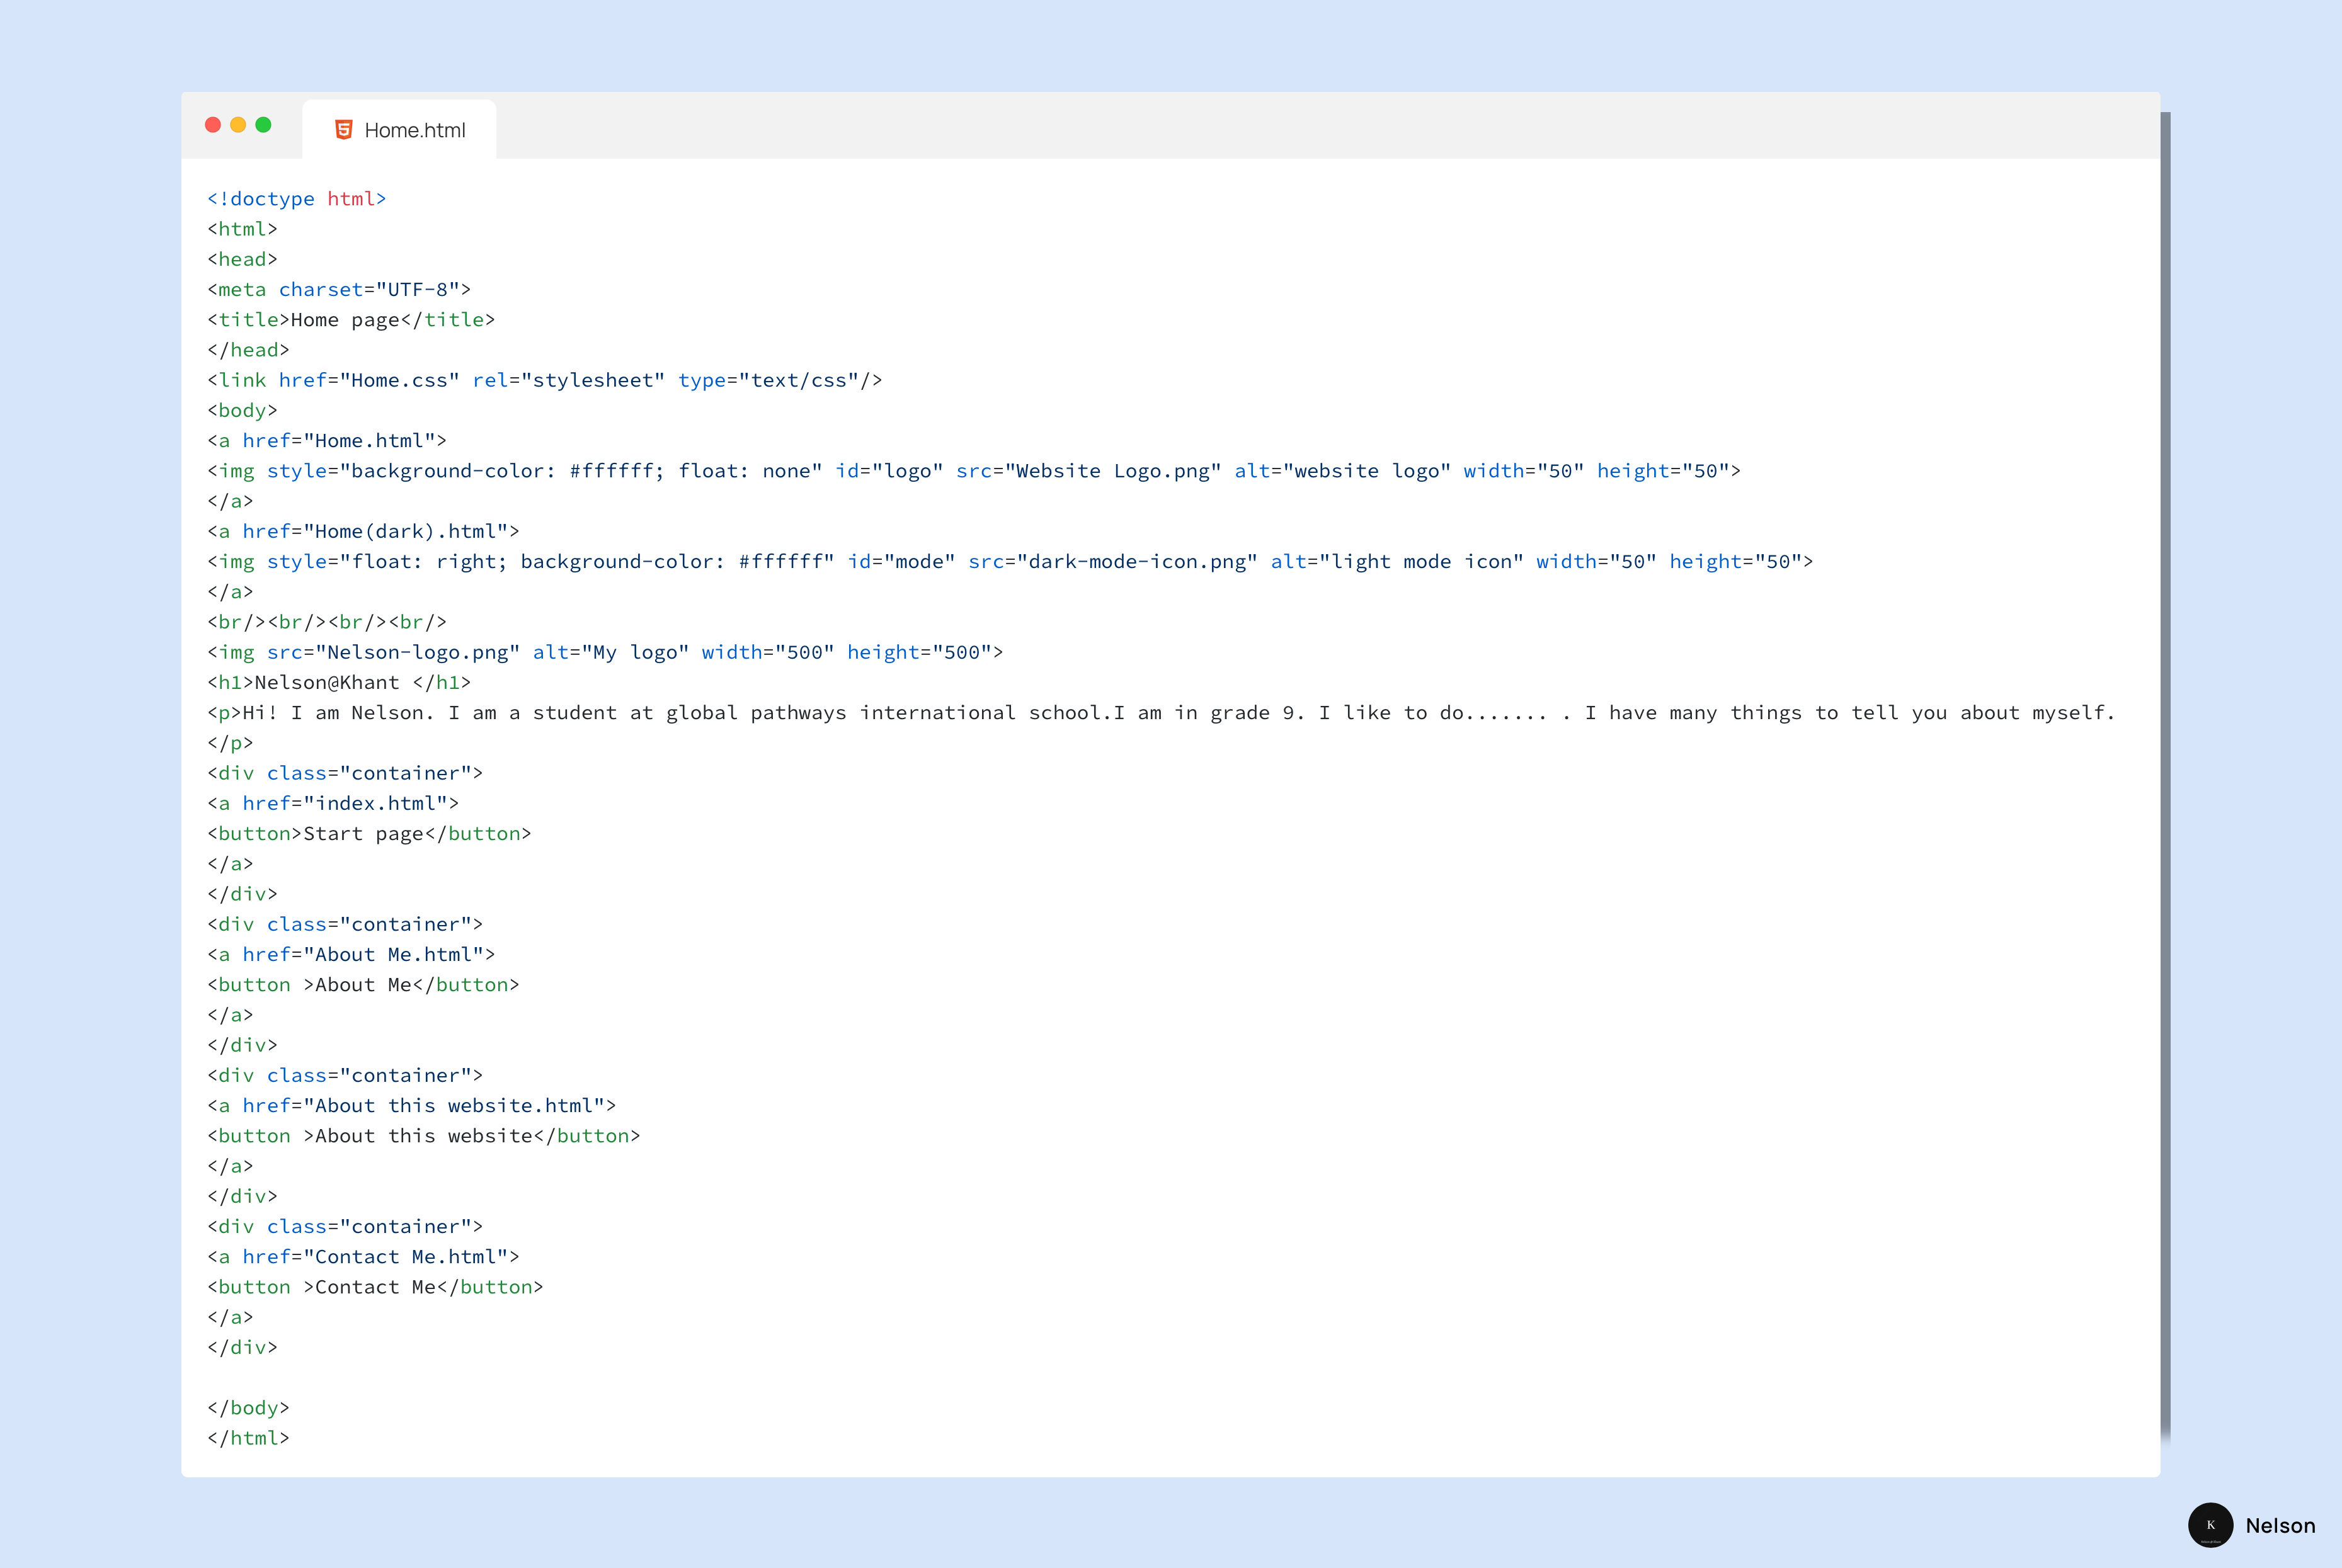 Home.html
<!doctype html>
<html>
<head>
<meta charset="UTF-8">
<title>Home page</title>
</head>
<link href="Home.css" rel="stylesheet" type="text/css"/>
<body>
<a href="Home.html">
<img style="background-color: #ffffff; float: none" id="logo" src="Website Logo.png" alt="website logo" width="50" height="50">
</a>
<a href="Home(dark).html">
<img style="float: right; background-color: #ffffff" id="mode" src="dark-mode-icon.png" alt="light mode icon" width="50" height="50">
</a>
<br/><br/><br/><br/>
<img src="Nelson-logo.png" alt="My logo" width="500" height="500">
<h1>Nelson@Khant </h1>
<p>Hi! I am Nelson. I am a student at global pathways international school.I am in grade 9. I like to do....... . I have many things to tell you about myself.
</p>
<div class="container">
<a href="index.html">
<button>Start page</button>
</a>
</div>
<div class="container">
<a href="About Me.html">
<button >About Me</button>
</a>
</div>
<div class="container">
<a href="About this website.html">
<button >About this website</button>
</a>
</div>
<div class="container">
<a href="Contact Me.html">
<button >Contact Me</button>
</a>
</div>
</body>
</html>
K
Nelson